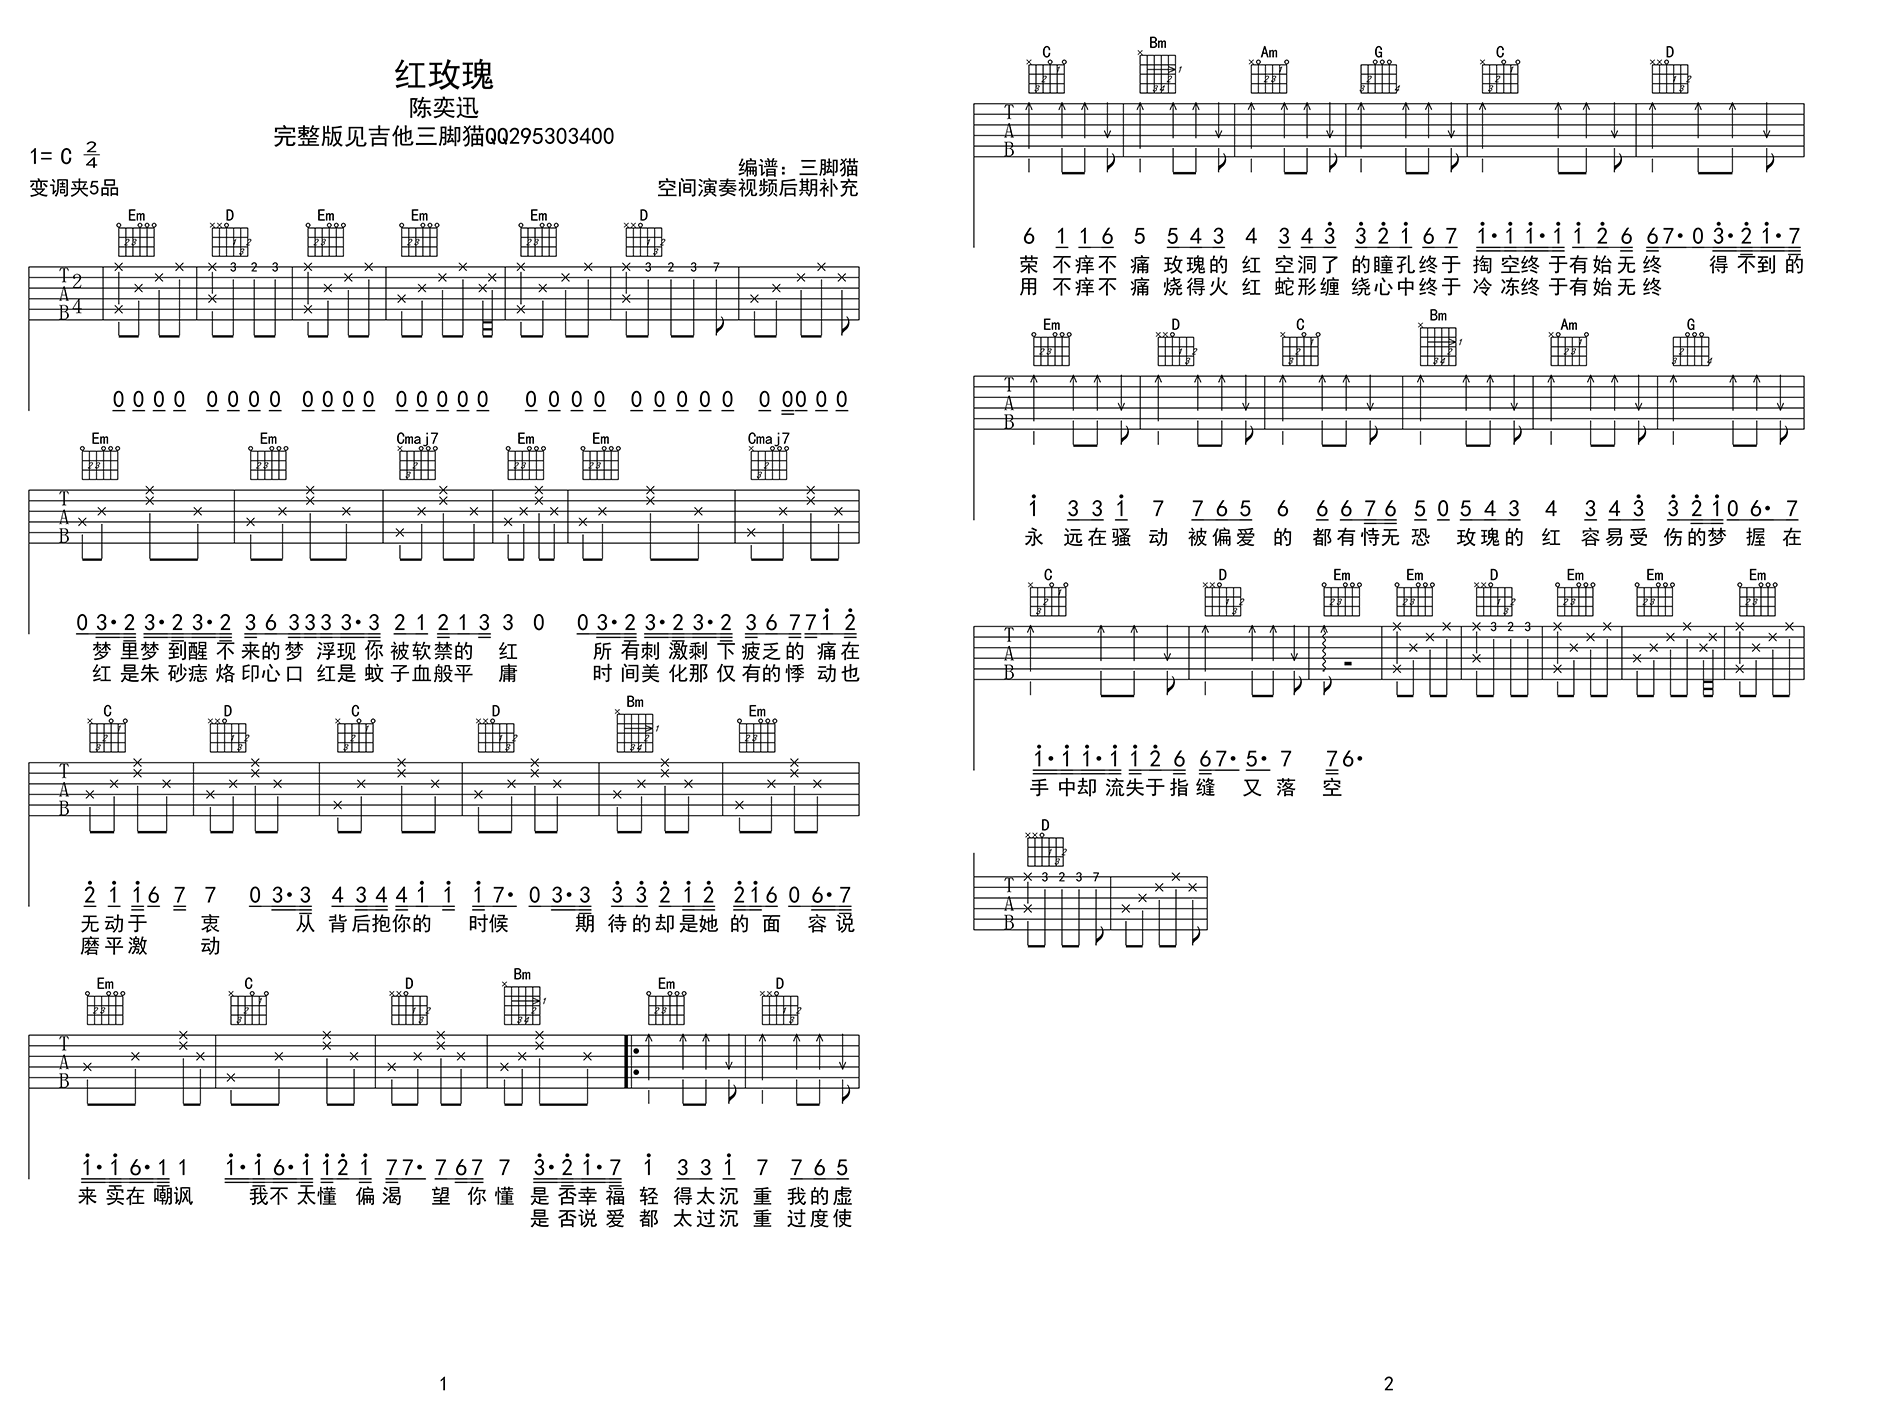 红玫瑰
陈奕迅
完整版见吉他三脚猫QQ295303400
1= C 2/4
编谱：三脚猫
变调夹5品
空间演奏视频后期补充
Em D Em Em Em D
3 2 3 3 2 3 7
T A B 2 4
0 0 0 0 0 0 0 0 0 0 0 0 0 0 0 0 0 0 0 0 0 0 0 0 0 0 0 0 0 0 0
Em Em Cmaj7 Em Em Cmaj7
T A B
0 3· 2 3· 2 3· 2 3 6 3 3 3 3· 3 2 1 2 1 3 3 0 0 3· 2 3· 2 3· 2 3 6 7 7 1 2
梦里梦到醒不来的梦 浮现你被软禁的 红 所有刺激剩下疲乏的痛在
红是朱砂痣烙印心口 红是蚊子血般平 庸 时间美化那仅有的悸动也
C D C D Bm Em
T A B
2 1 1 6 7 7 0 3· 3 4 3 4 4 1 1 1 7· 0 3· 3 3 3 2 1 2 2 1 6 0 6· 7
无动于 衷 从 背后抱你的 时候 期 待的却是她的面 容说
磨平激 动
Em C D Bm Em D
T A B
1· 1 6· 1 1 1· 1 6· 1 1 2 1 7 7· 7 6 7 7 3· 2 1· 7 1 3 3 1 7 7 6 5
来实在嘲讽 我不太懂 偏渴 望你懂 是否幸福 轻 得太沉 重 我的虚
是否说爱 都 太过沉 重 过度使
1
C Bm Am G C D
T A B
6 1 1 6 5 5 4 3 4 3 4 3 3 2 1 6 7 1· 1 1· 1 1 2 6 6 7· 0 3· 2 1· 7
荣 不痒不 痛 玫瑰的 红 空洞了 的瞳孔终于 掏空终于有始无终 得不到的
用 不痒不 痛 烧得火 红 蛇形缠 绕心中终于 冷冻终于有始无终
Em D C Bm Am G
T A B
1 3 3 1 7 7 6 5 6 6 6 7 6 5 0 5 4 3 4 3 4 3 3 2 1 0 6· 7
永 远在骚 动 被偏爱 的 都有恃无 恐 玫瑰的 红 容易受 伤的梦 握在
C D Em Em D Em Em Em
3 2 3
T A B
1· 1 1· 1 1 2 6 6 7· 5· 7 7 6·
手中却流失于指缝 又 落 空
D
3 2 3 7
T A B
2